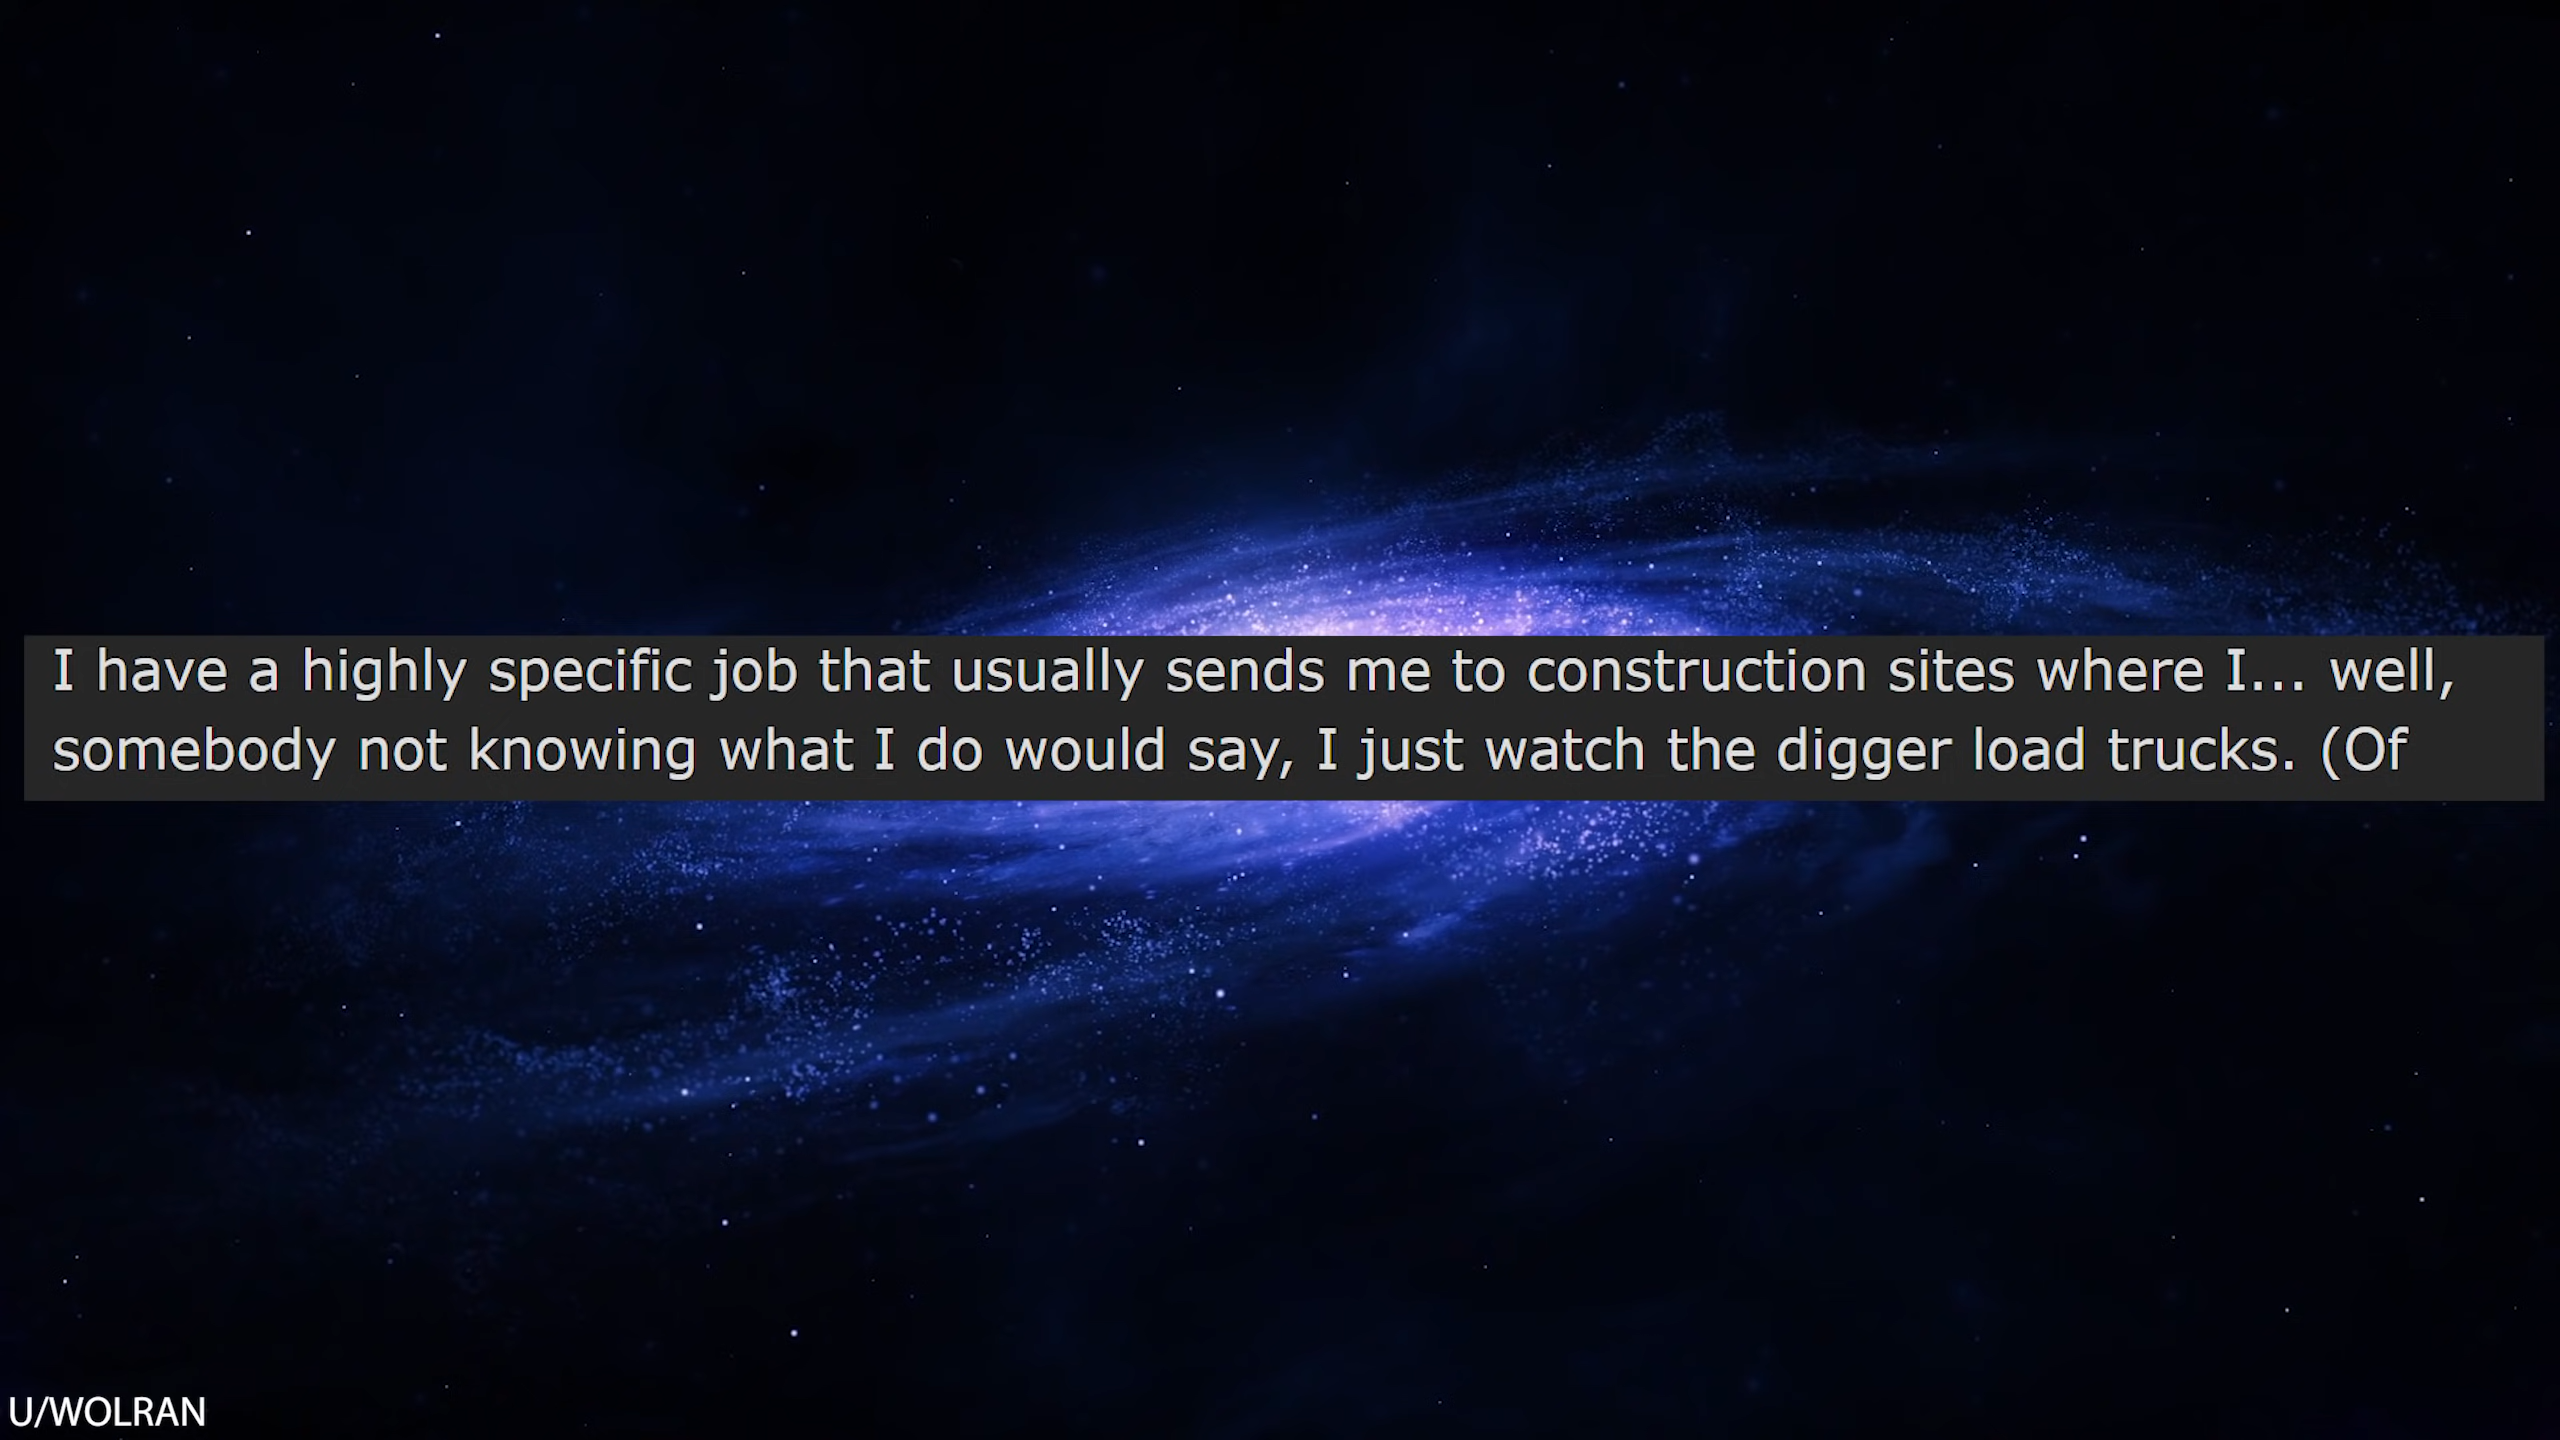 I have a highly specific job that usually sends me to construction sites where I... well,
somebody not knowing what I do would say, I just watch the digger load trucks. (Of
U/WOLRAN